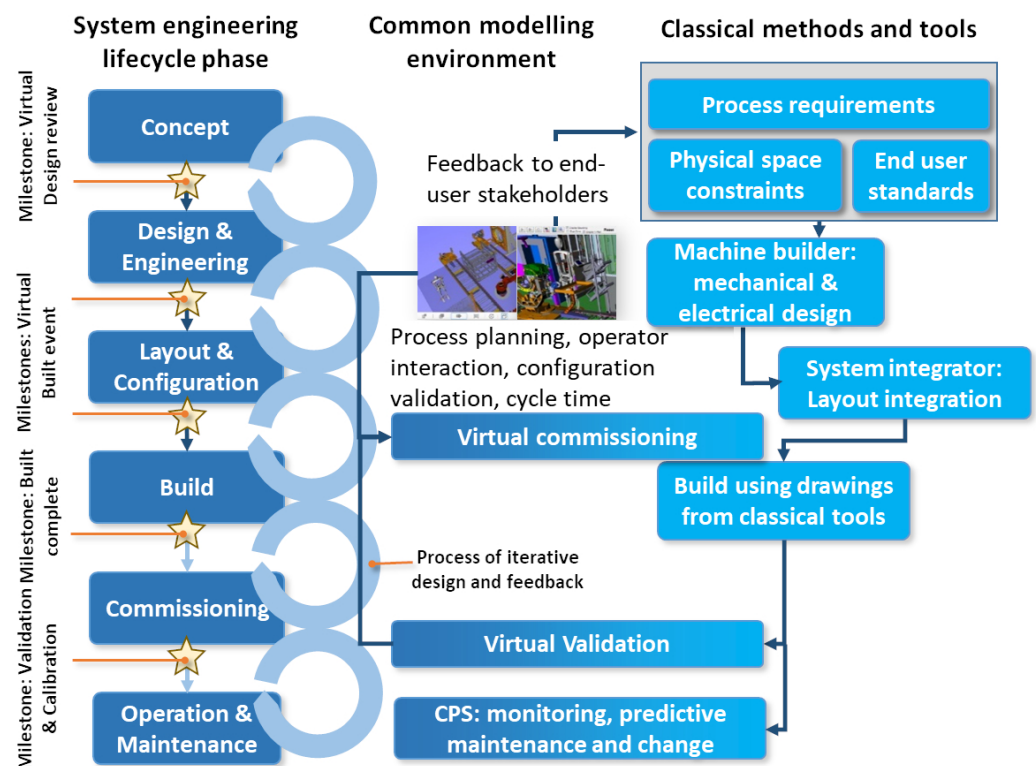 System engineering
lifecycle phase
Common modelling
environment
Classical methods and tools
Milestone: Virtual
Design review
Milestones: Virtual
Built event
Milestone: Built
complete
Milestone: Validation
& Calibration
Concept
Design &
Engineering
Layout &
Configuration
Build
Commissioning
Operation &
Maintenance
Feedback to end-
user stakeholders
Process planning, operator
interaction, configuration
validation, cycle time
Virtual commissioning
Process of iterative
design and feedback
Virtual Validation
CPS: monitoring, predictive
maintenance and change
Process requirements
Physical space
constraints
End user
standards
Machine builder:
mechanical &
electrical design
System integrator:
Layout integration
Build using drawings
from classical tools